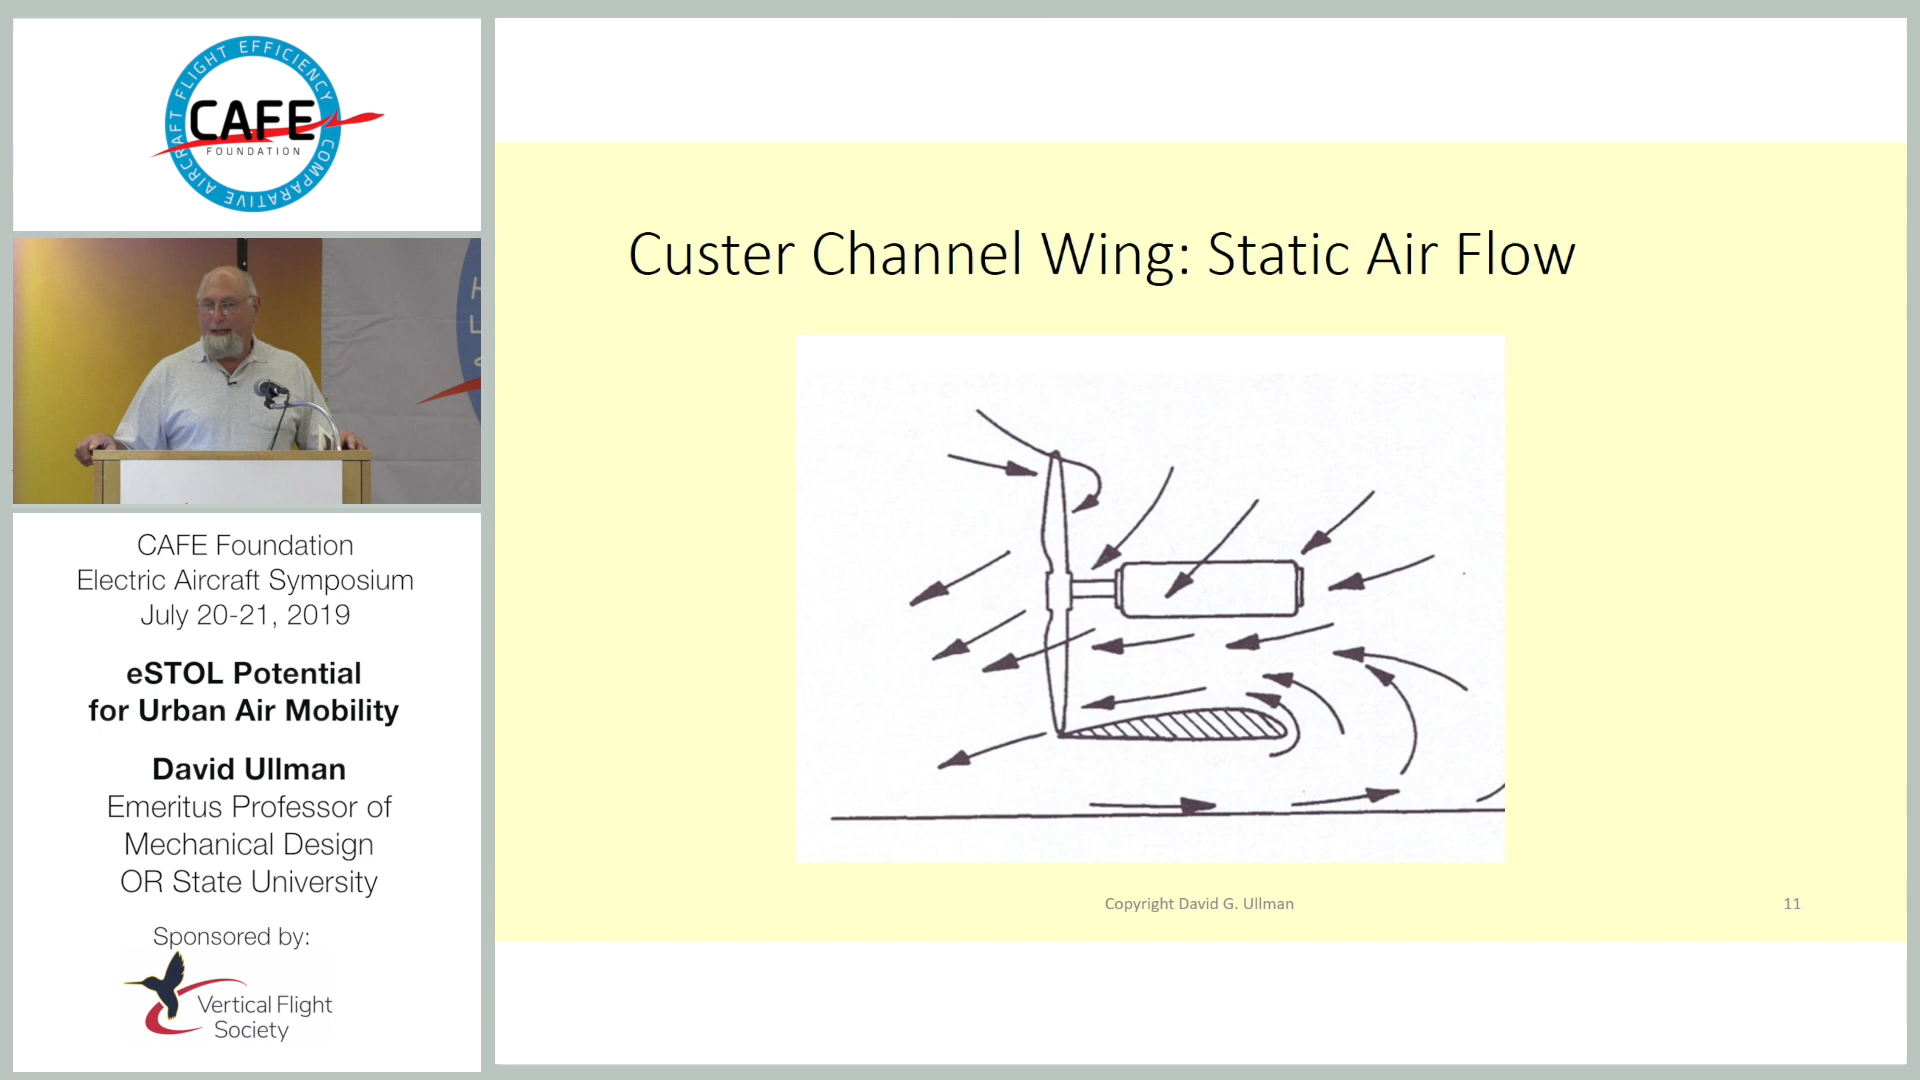 AIRCRAFT FLIGHT EFFICIENCY COMPARATIVE
CAFE
FOUNDATION
CAFE Foundation
Electric Aircraft Symposium
July 20-21, 2019
eSTOL Potential
for Urban Air Mobility
David Ullman
Emeritus Professor of
Mechanical Design
OR State University
Sponsored by:
Vertical Flight
Society
Custer Channel Wing: Static Air Flow
Copyright David G. Ullman
11